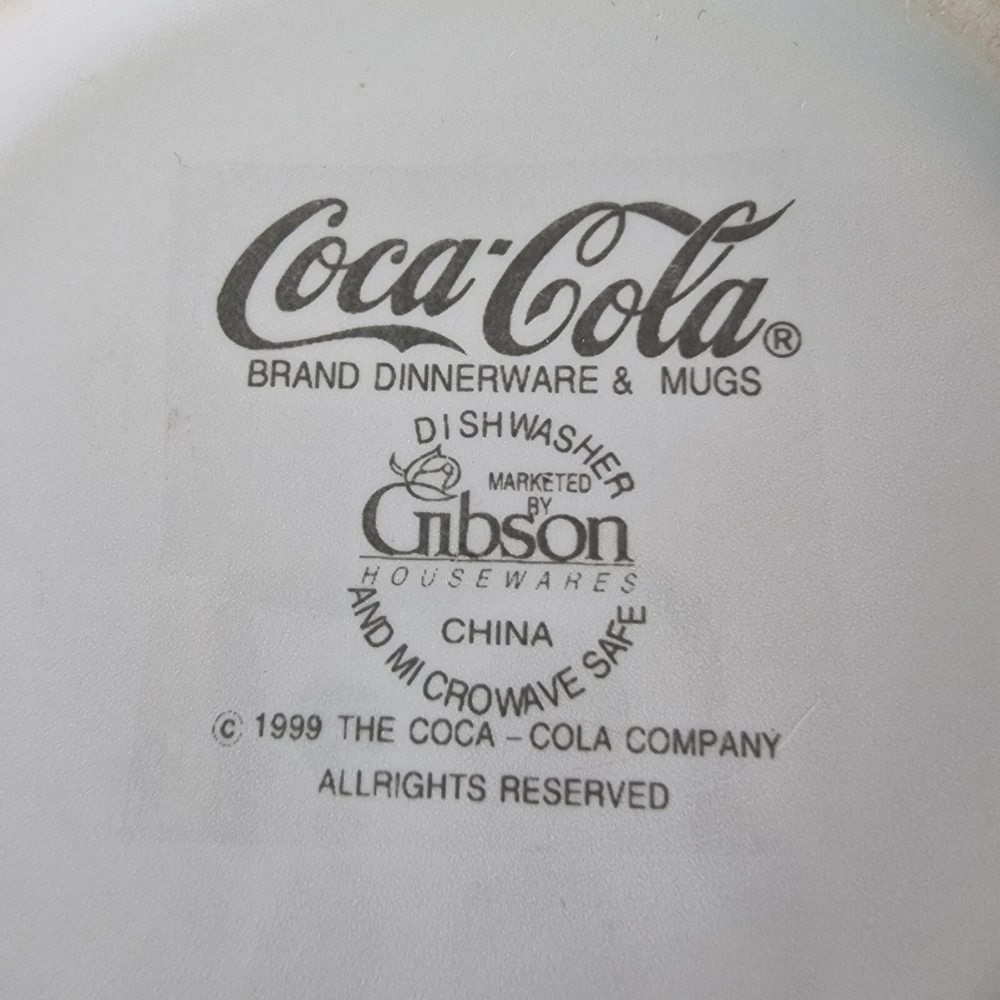 Coca-Cola®
BRAND DINNERWARE & MUGS
DISHWASHER
MARKETED
BY
Gibson
HOUSEWARES
CHINA
AND MICROWAVE SAFE
© 1999 THE COCA-COLA COMPANY
ALLRIGHTS RESERVED